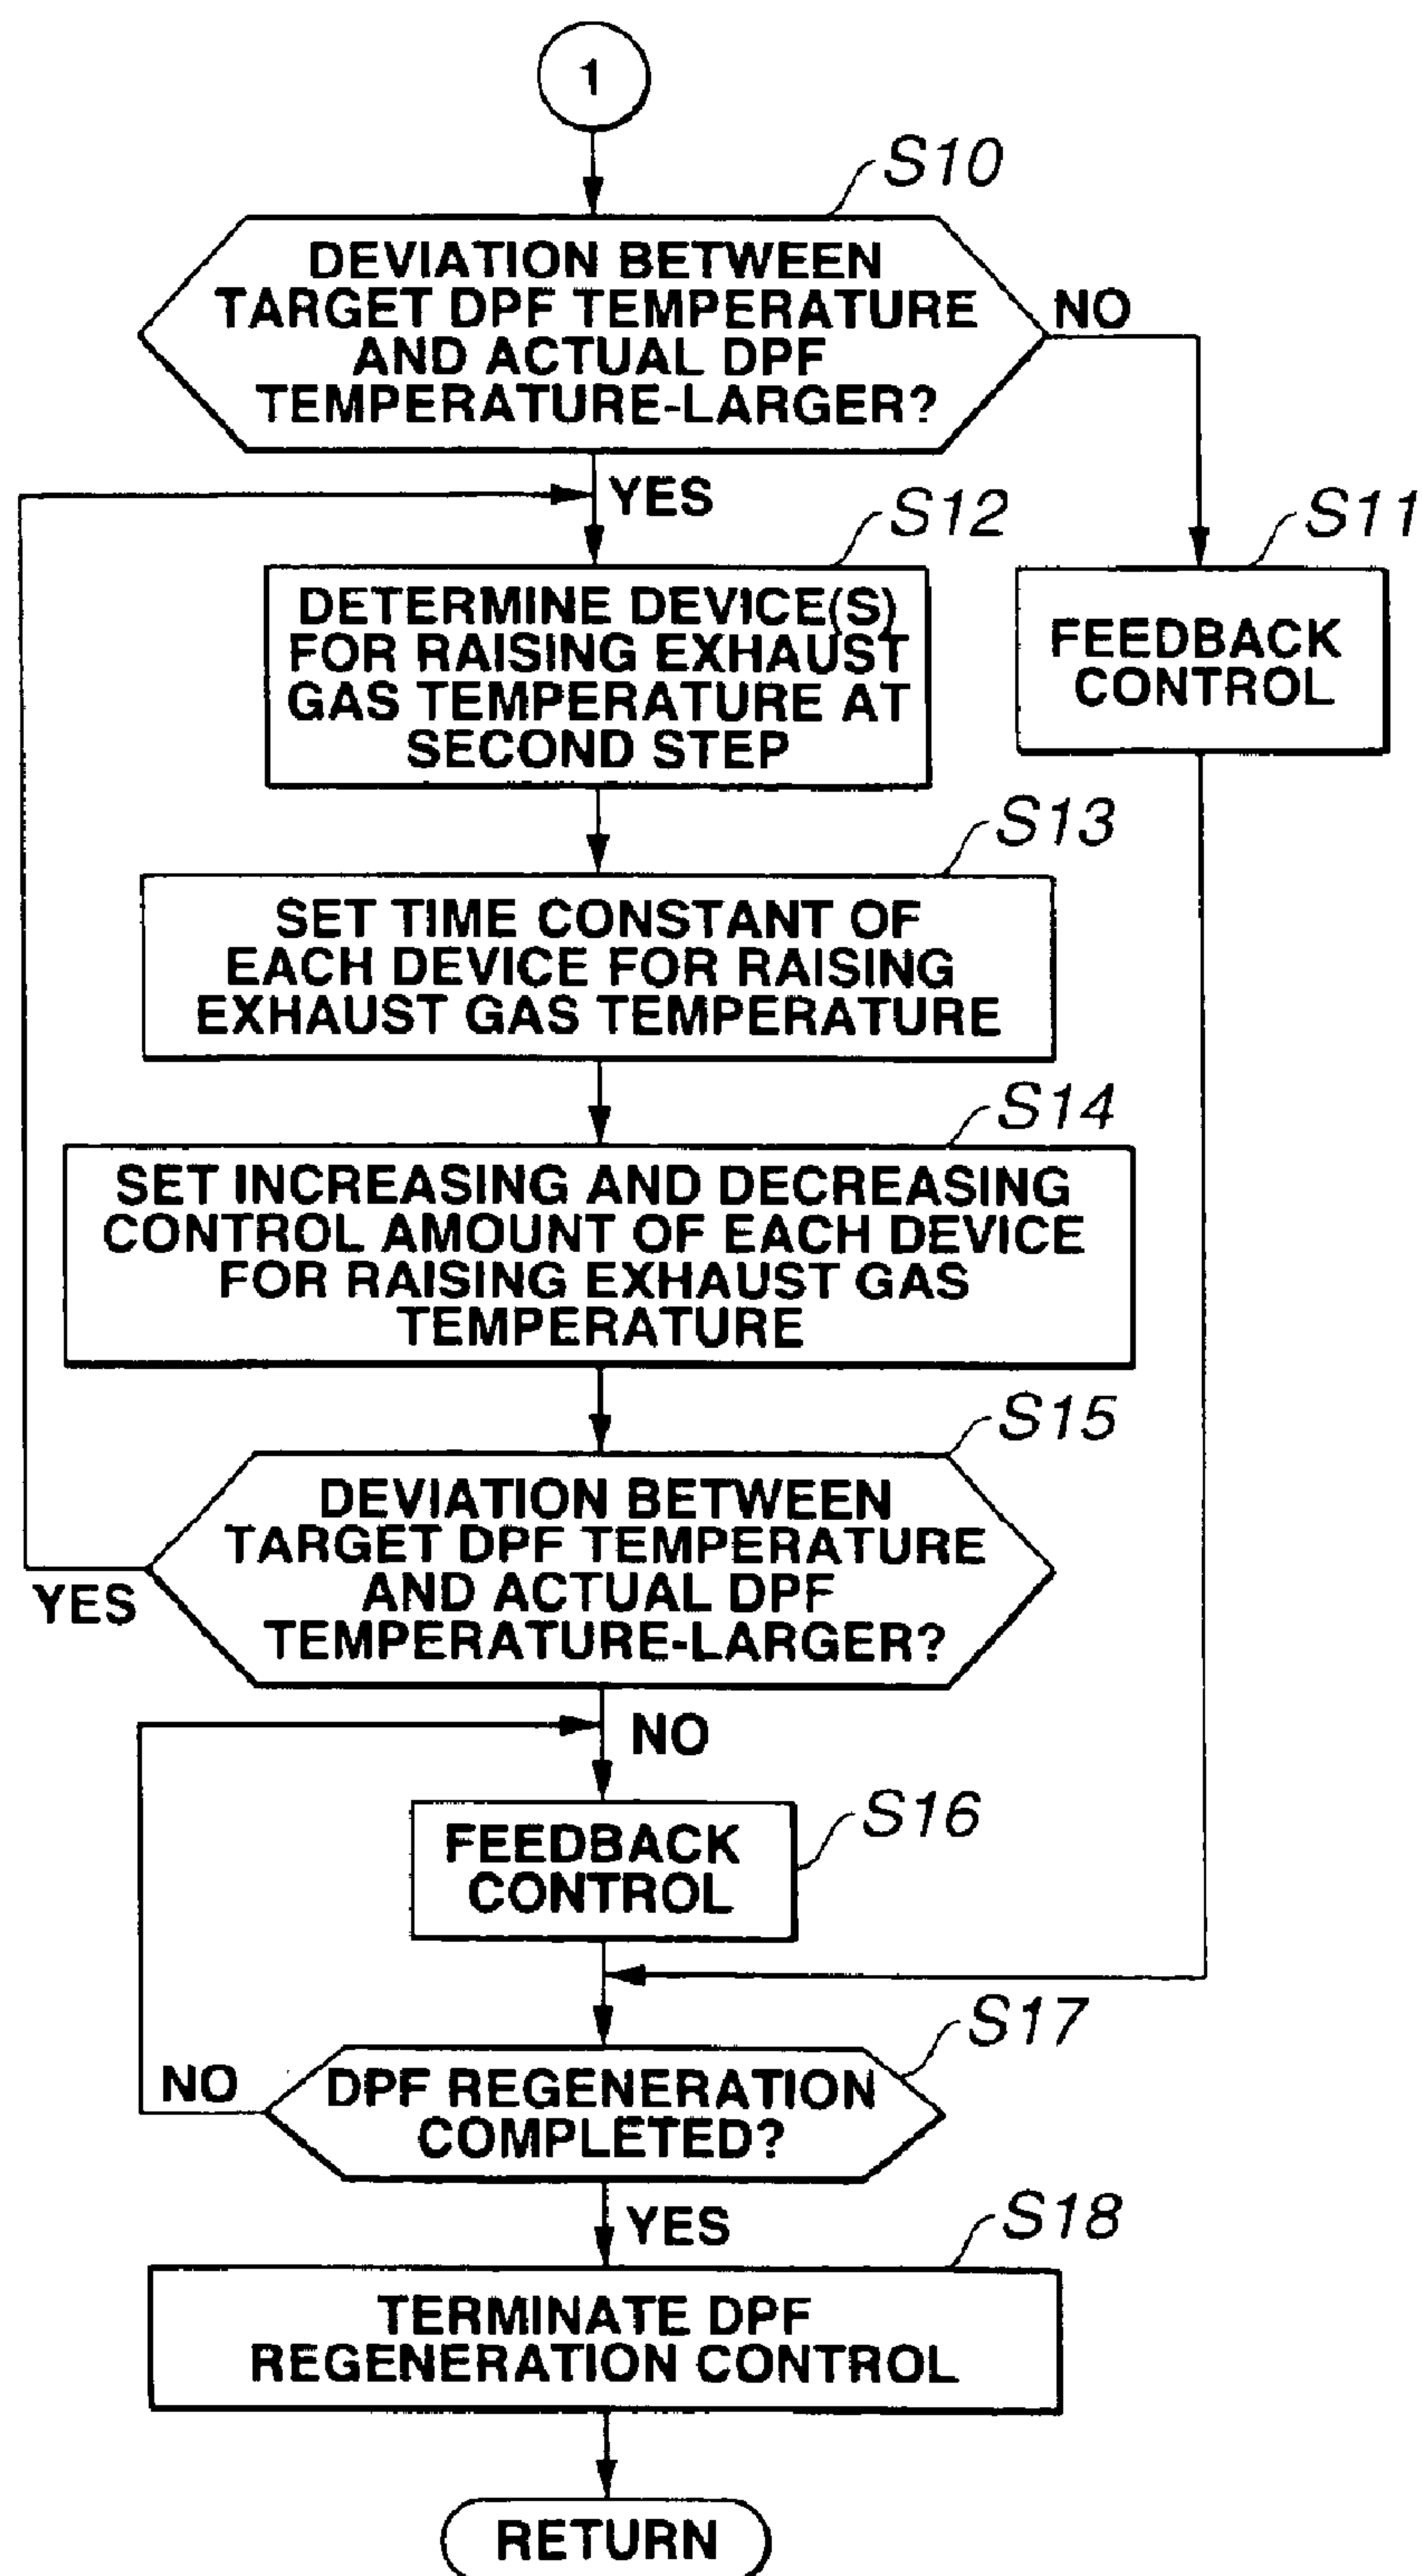 1
S10
DEVIATION BETWEEN
TARGET DPF TEMPERATURE
AND ACTUAL DPF
TEMPERATURE-LARGER?
NO
YES
S12
DETERMINE DEVICE(S)
FOR RAISING EXHAUST
GAS TEMPERATURE AT
SECOND STEP
S11
FEEDBACK
CONTROL
S13
SET TIME CONSTANT OF
EACH DEVICE FOR RAISING
EXHAUST GAS TEMPERATURE
S14
SET INCREASING AND DECREASING
CONTROL AMOUNT OF EACH DEVICE
FOR RAISING EXHAUST GAS
TEMPERATURE
S15
DEVIATION BETWEEN
TARGET DPF TEMPERATURE
AND ACTUAL DPF
TEMPERATURE-LARGER?
YES
NO
S16
FEEDBACK
CONTROL
S17
DPF REGENERATION
COMPLETED?
NO
YES
S18
TERMINATE DPF
REGENERATION CONTROL
RETURN